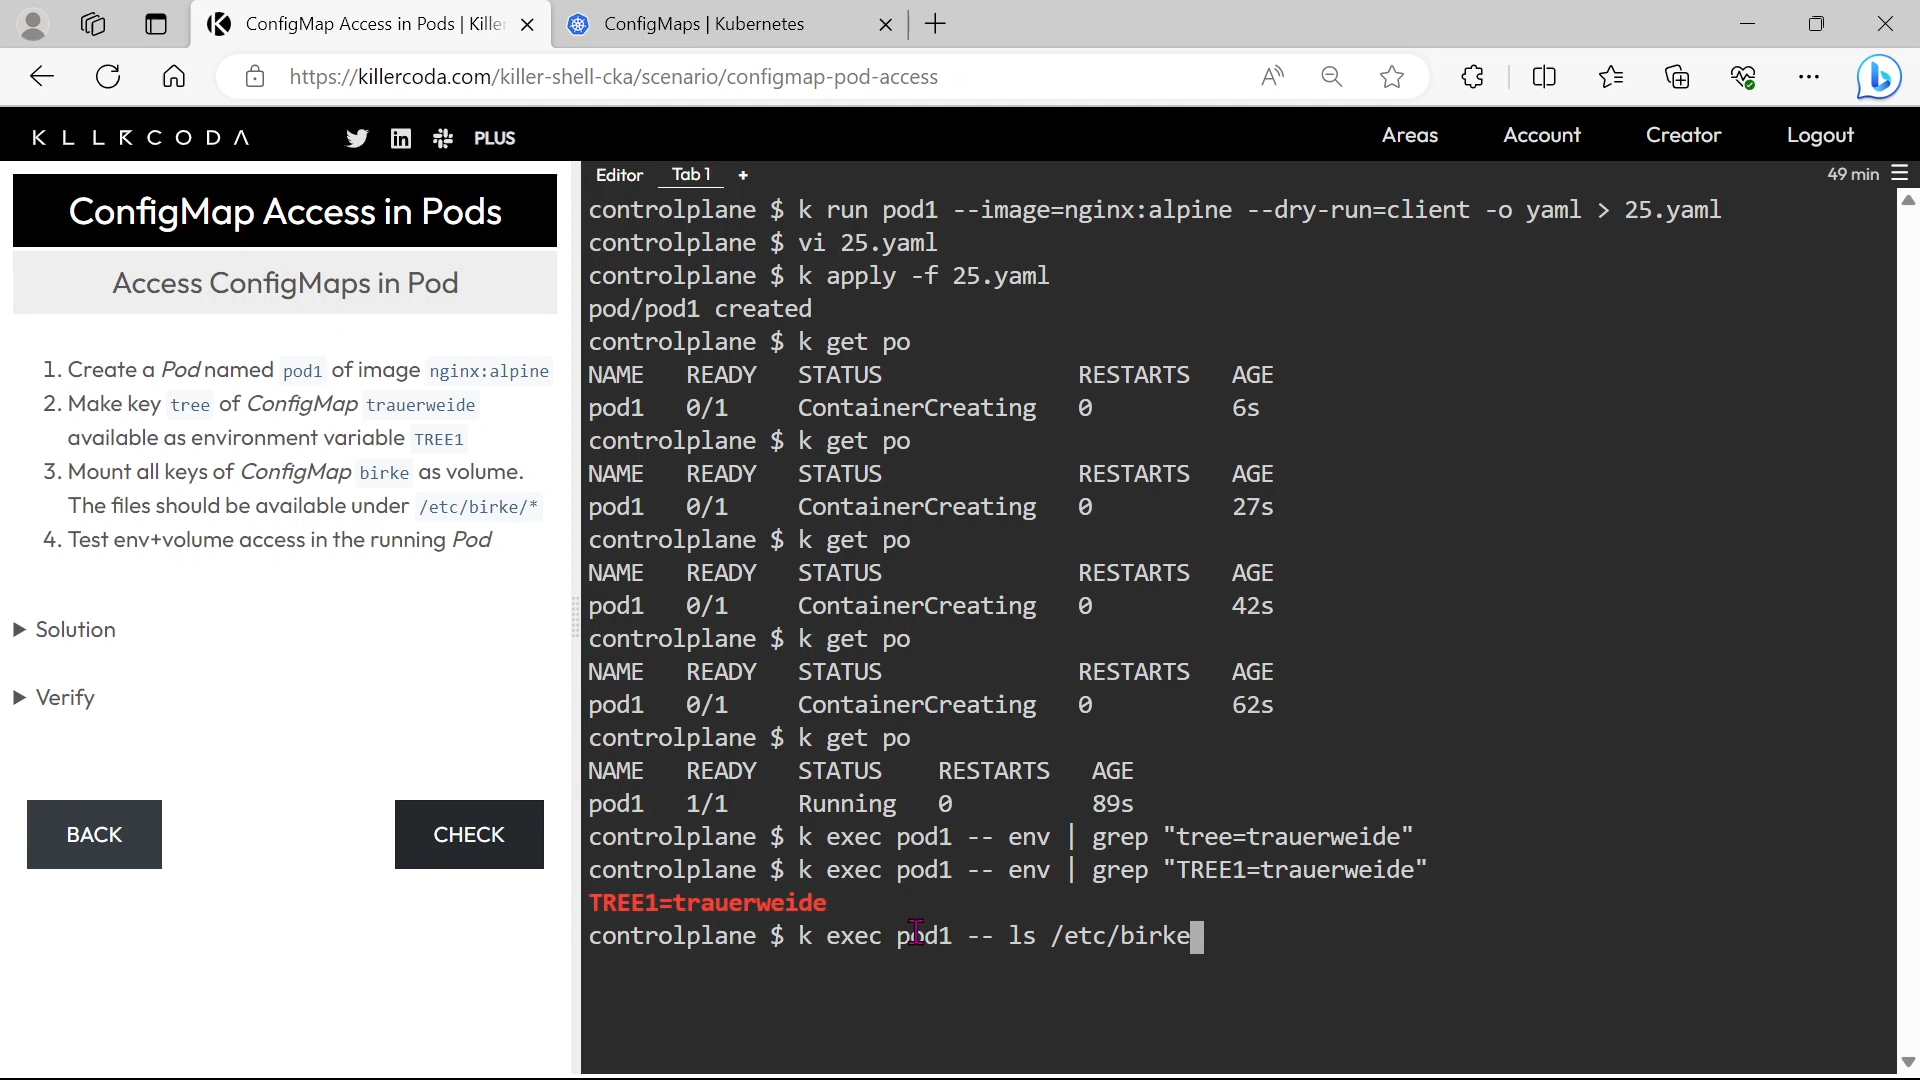 ConfigMap Access in Pods | Killer
ConfigMaps | Kubernetes
https://killercoda.com/killer-shell-cka/scenario/configmap-pod-access
KLLRCODA
PLUS
Areas
Account
Creator
Logout
ConfigMap Access in Pods
Access ConfigMaps in Pod
1. Create a Pod named pod1 of image nginx:alpine
2. Make key tree of ConfigMap trauerweide
available as environment variable TREE1
3. Mount all keys of ConfigMap birke as volume.
The files should be available under /etc/birke/*
4. Test env+volume access in the running Pod
▶ Solution
▶ Verify
BACK
CHECK
Editor Tab 1 +
49 min
controlplane $ k run pod1 --image=nginx:alpine --dry-run=client -o yaml > 25.yaml
controlplane $ vi 25.yaml
controlplane $ k apply -f 25.yaml
pod/pod1 created
controlplane $ k get po
NAME READY STATUS RESTARTS AGE
pod1 0/1 ContainerCreating 0 6s
controlplane $ k get po
NAME READY STATUS RESTARTS AGE
pod1 0/1 ContainerCreating 0 27s
controlplane $ k get po
NAME READY STATUS RESTARTS AGE
pod1 0/1 ContainerCreating 0 42s
controlplane $ k get po
NAME READY STATUS RESTARTS AGE
pod1 0/1 ContainerCreating 0 62s
controlplane $ k get po
NAME READY STATUS RESTARTS AGE
pod1 1/1 Running 0 89s
controlplane $ k exec pod1 -- env | grep "tree=trauerweide"
controlplane $ k exec pod1 -- env | grep "TREE1=trauerweide"
TREE1=trauerweide
controlplane $ k exec pod1 -- ls /etc/birke